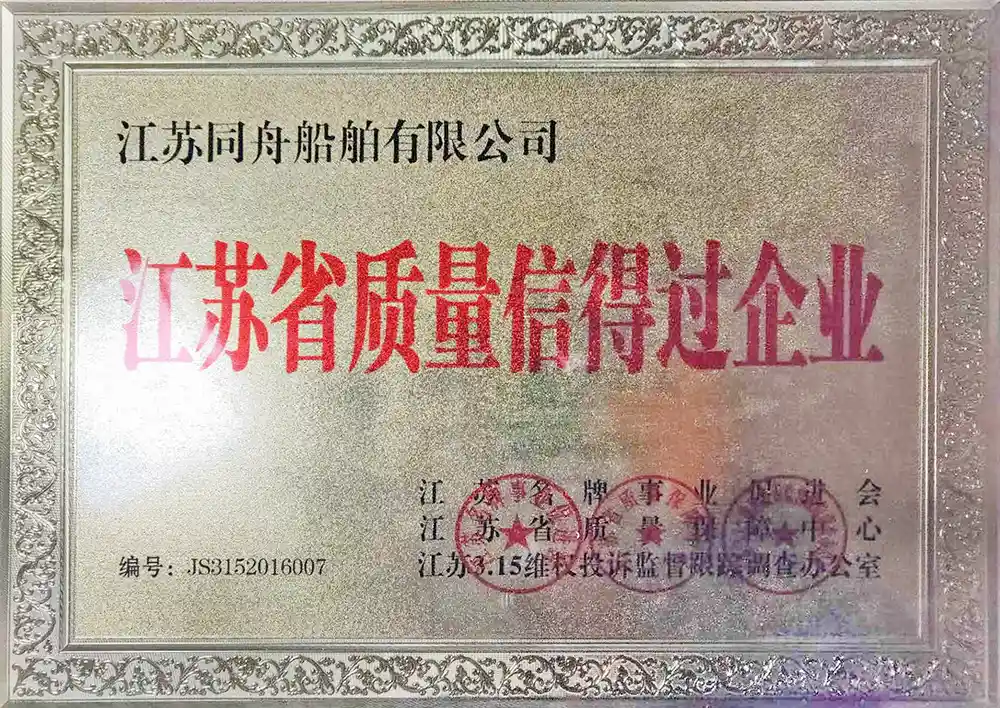 江苏同舟船舶有限公司
江苏省质量信得过企业
江苏名牌事业促进会
江苏省质量保障中心
编号：JS3152016007
江苏3.15维权投诉监督跟踪调查办公室